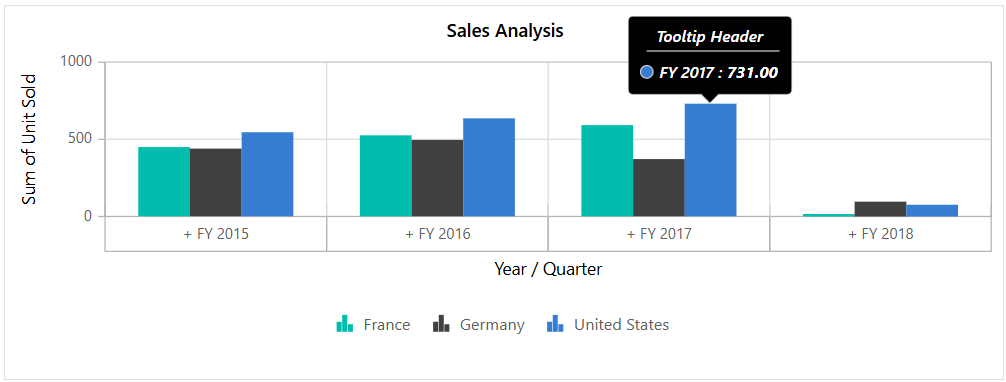 Sales Analysis
Tooltip Header
FY 2017 : 731.00
Sum of Unit Sold
1000
500
0
+ FY 2015
+ FY 2016
+ FY 2017
+ FY 2018
Year / Quarter
France
Germany
United States